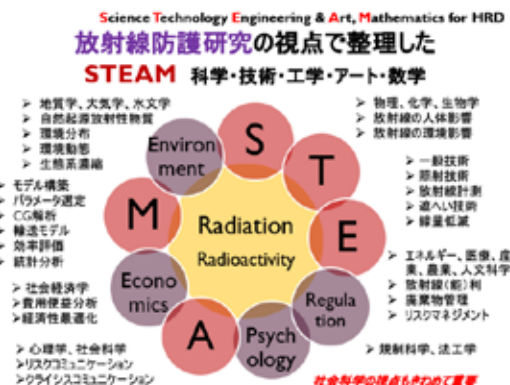 Science Technology Engineering & Art, Mathematics for HRD
放射線防護研究の視点で整理した
STEAM 科学・技術・工学・アート・数学
➢ 地質学、大気学、水文学
➢ 自然起源放射性物質
➢ 環境分布
➢ 環境動態
➢ 生態系濃縮
➢ 物理、化学、生物学
➢ 放射線の人体影響
➢ 放射線の環境影響
Environ
ment
S
T
➢ 一般技術
➢ 照射技術
➢ 放射線計測
➢ 遮へい技術
➢ 線量低減
➢ モデル構築
➢ パラメータ選定
➢ CG解析
➢ 輸送モデル
➢ 効率評価
➢ 統計分析
M
Radiation
Radioactivity
E
➢ エネルギー、医療、産
業、農業、人文科学
➢ 放射線(能)利
➢ 廃棄物管理
➢ リスクマネジメント
➢ 社会経済学
➢費用便益分析
➢経済性最適化
Econo
mics
Regula
tion
A
Psych
ology
➢ 心理学、社会科学
➢リスクコミュニケーション
➢クライシスコミュニケーション
➢ 規制科学、法工学
社会科学の視点もきわめて重要